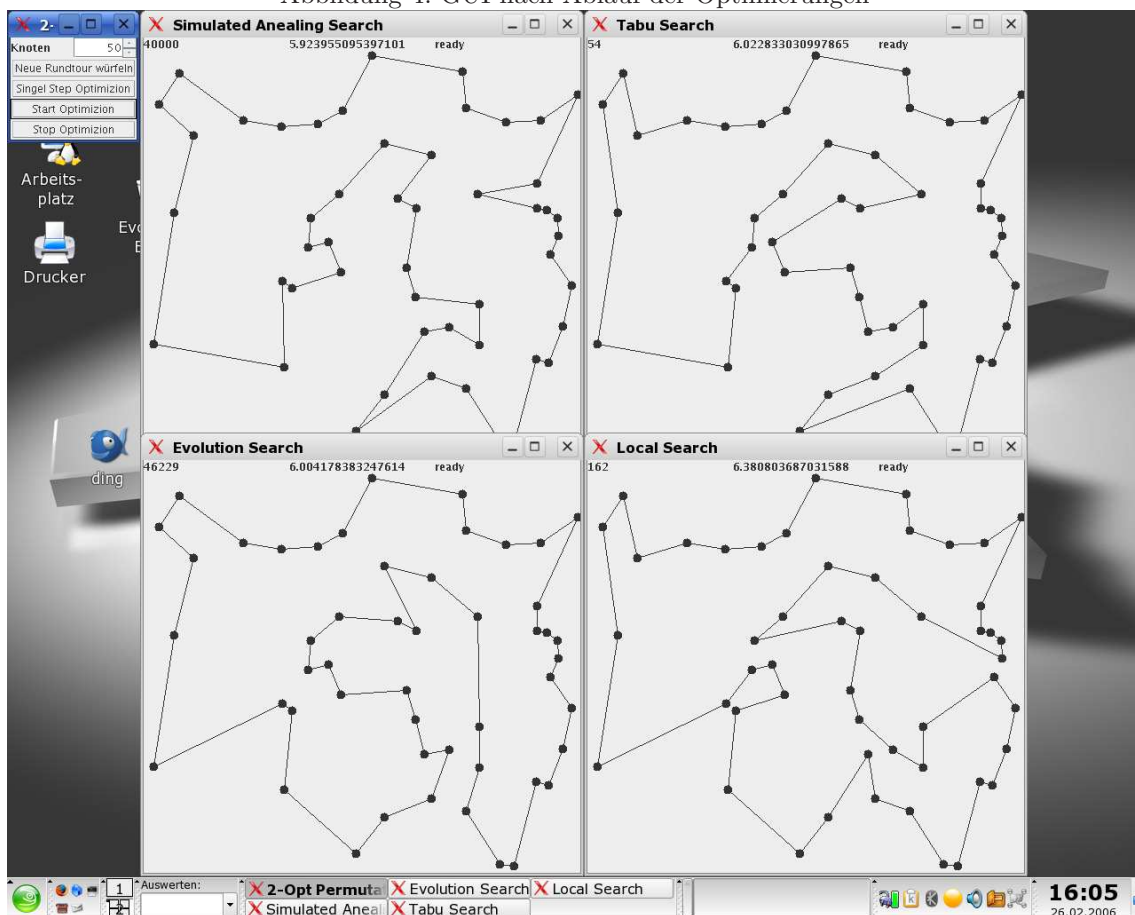 Abbildung 4: GUI nach Ablauf der Optimierungen
2-
Knoten 50
Neue Rundtour würfeln
Singel Step Optimizion
Start Optimizion
Stop Optimizion
Arbeits-
platz
Drucker
ding
Simulated Anealing Search
40000 5.923955095397101 ready
Tabu Search
54 6.022833030997865 ready
Evolution Search
46229 6.004178383247614 ready
Local Search
162 6.380803687031588 ready
1
2
Auswerten:
2-Opt Permuta
Evolution Search
Local Search
Simulated Aneal
Tabu Search
16:05
26.02.2006